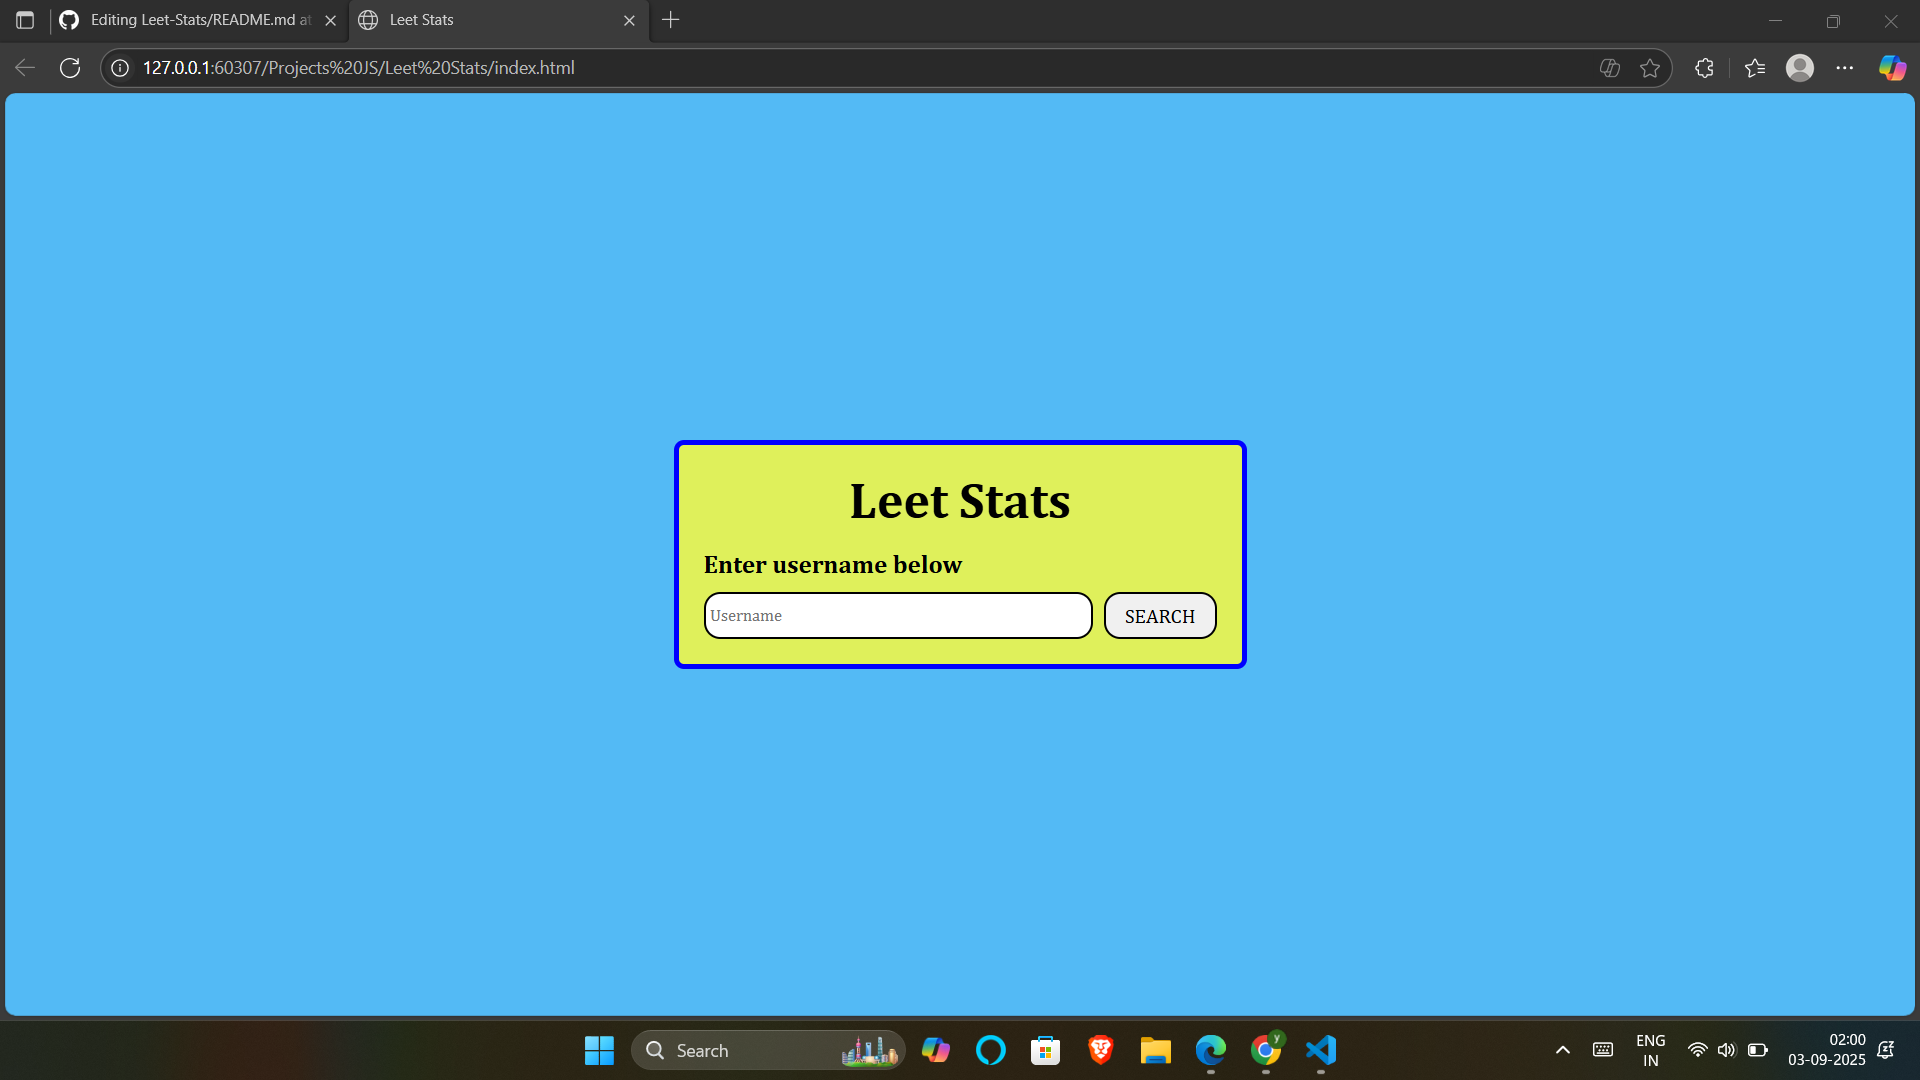 Editing Leet-Stats/README.md at
Leet Stats
127.0.0.1:60307/Projects%20JS/Leet%20Stats/index.html
Leet Stats
Enter username below
Username
SEARCH
Search
y
ENG
IN
02:00
03-09-2025